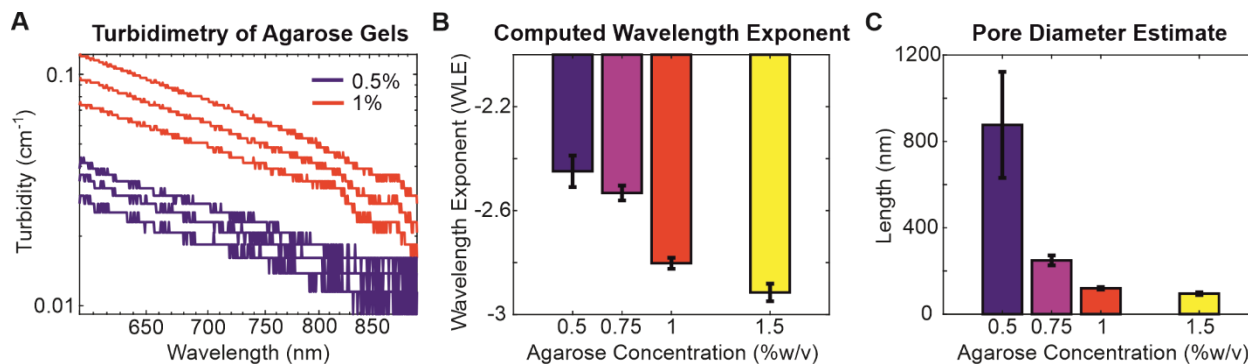 A
Turbidimetry of Agarose Gels
0.5%
1%
0.1
0.01
Turbidity (cm-1)
650 700 750 800 850
Wavelength (nm)
B
Computed Wavelength Exponent
-2.2
-2.6
-3
Wavelength Exponent (WLE)
0.5 0.75 1 1.5
Agarose Concentration (%w/v)
C
Pore Diameter Estimate
1200
800
400
0
Length (nm)
0.5 0.75 1 1.5
Agarose Concentration (%w/v)